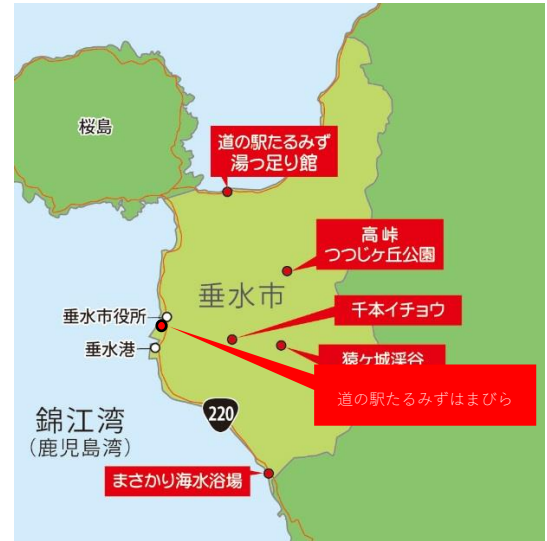 桜島
道の駅たるみず
湯っ足り館
高峠
つつじヶ丘公園
垂水市
千本イチョウ
垂水市役所
垂水港
猿ヶ城渓谷
道の駅たるみずはまびら
220
錦江湾
(鹿児島湾)
まさかり海水浴場